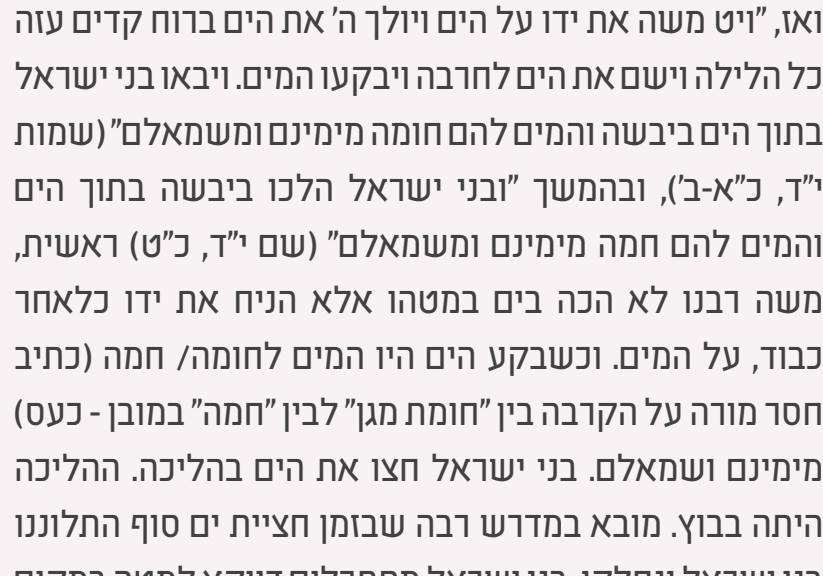 ואז, "ויט משה את ידו על הים ויולך ה' את הים ברוח קדים עזה
כל הלילה וישם את הים לחרבה ויבקעו המים. ויבאו בני ישראל
בתוך הים ביבשה והמים להם חומה מימינם ומשמאלם" (שמות
י"ד, כ"א-ב'), ובהמשך "ובני ישראל הלכו ביבשה בתוך הים
והמים להם חמה מימינם ומשמאלם" (שם י"ד, כ"ט) ראשית,
משה רבנו לא הכה בים במטהו אלא הניח את ידו כלאחר
כבוד, על המים. וכשבקע הים היו המים לחומה/ חמה (כתיב
חסר מורה על הקרבה בין "חומת מגן" לבין "חמה" במובן - כעס)
מימינם ושמאלם. בני ישראל חצו את הים בהליכה. ההליכה
היתה בבוץ. מובא במדרש רבה שבזמן חציית ים סוף התלוננו